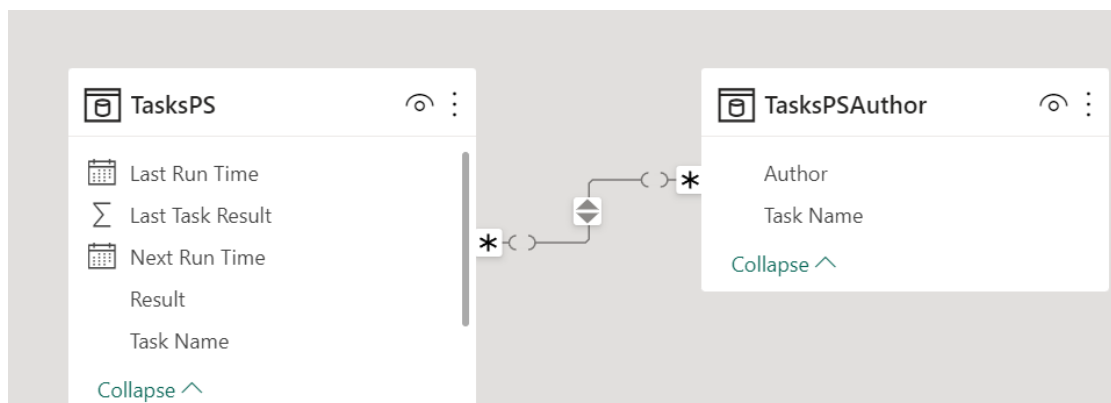 TasksPS
Last Run Time
Last Task Result
Next Run Time
Result
Task Name
Collapse
TasksPSAuthor
Author
Task Name
Collapse